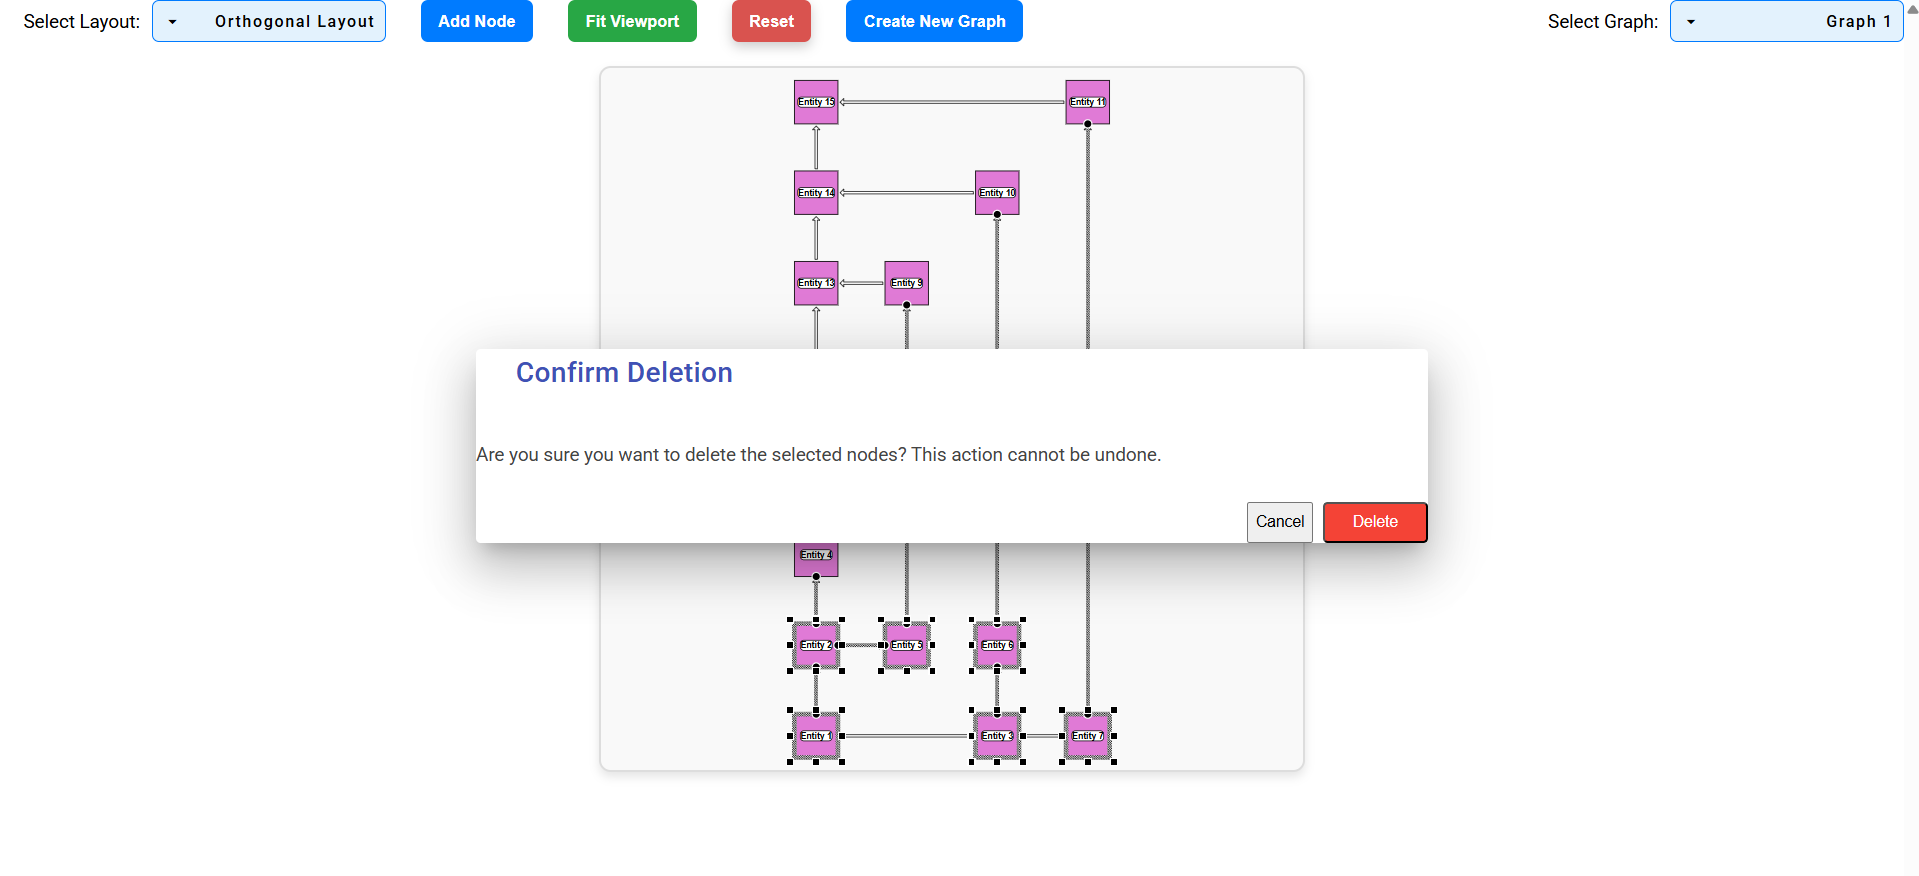 Select Layout: Orthogonal Layout Add Node Fit Viewport Reset Create New Graph Select Graph: Graph 1
Entity 15 Entity 11
Entity 14 Entity 10
Entity 13 Entity 9
Confirm Deletion
Are you sure you want to delete the selected nodes? This action cannot be undone.
Cancel Delete
Entity 4
Entity 2 Entity 5 Entity 6
Entity 1 Entity 3 Entity 7